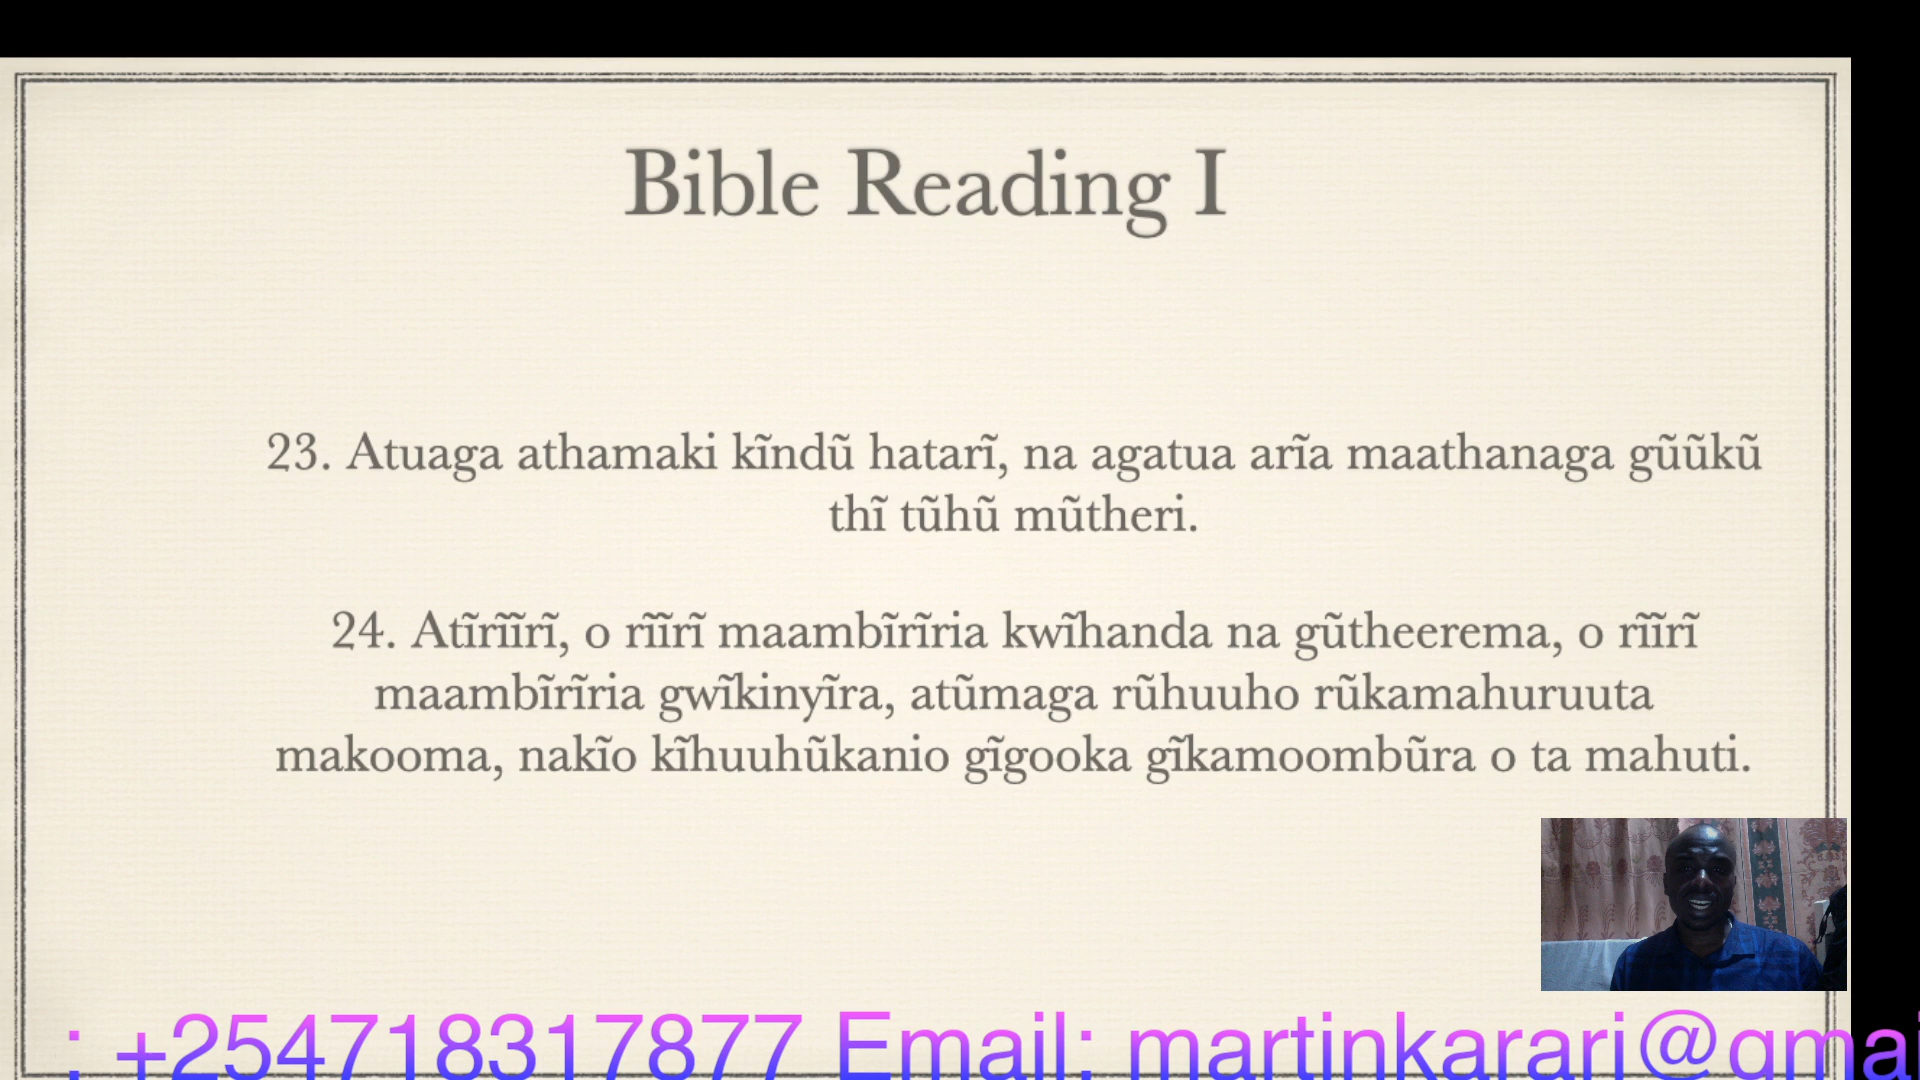 Bible Reading I
23. Atuaga athamaki kĩndũ hatarĩ, na agatua arĩa maathanaga gũũkũ
thĩ tũhũ mũtheri.
24. Atĩrĩĩrĩ, o rĩĩrĩ maambĩrĩria kwĩhanda na gũtheerema, o rĩĩrĩ
maambĩrĩria gwĩkinyĩra, atũmaga rũhuuho rũkamahuruuta
makooma, nakĩo kĩhuuhũkanio gĩgooka gĩkamoombũra o ta mahuti.
: +254718317877 Email: martinkarari@gmai